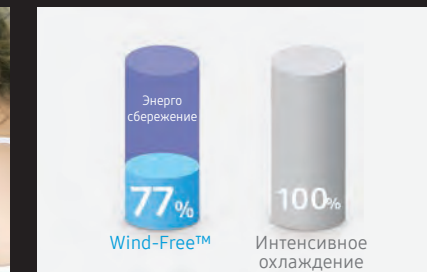 Энерго
сбережение
77%
100%
Wind-Free™
Интенсивное
охлаждение